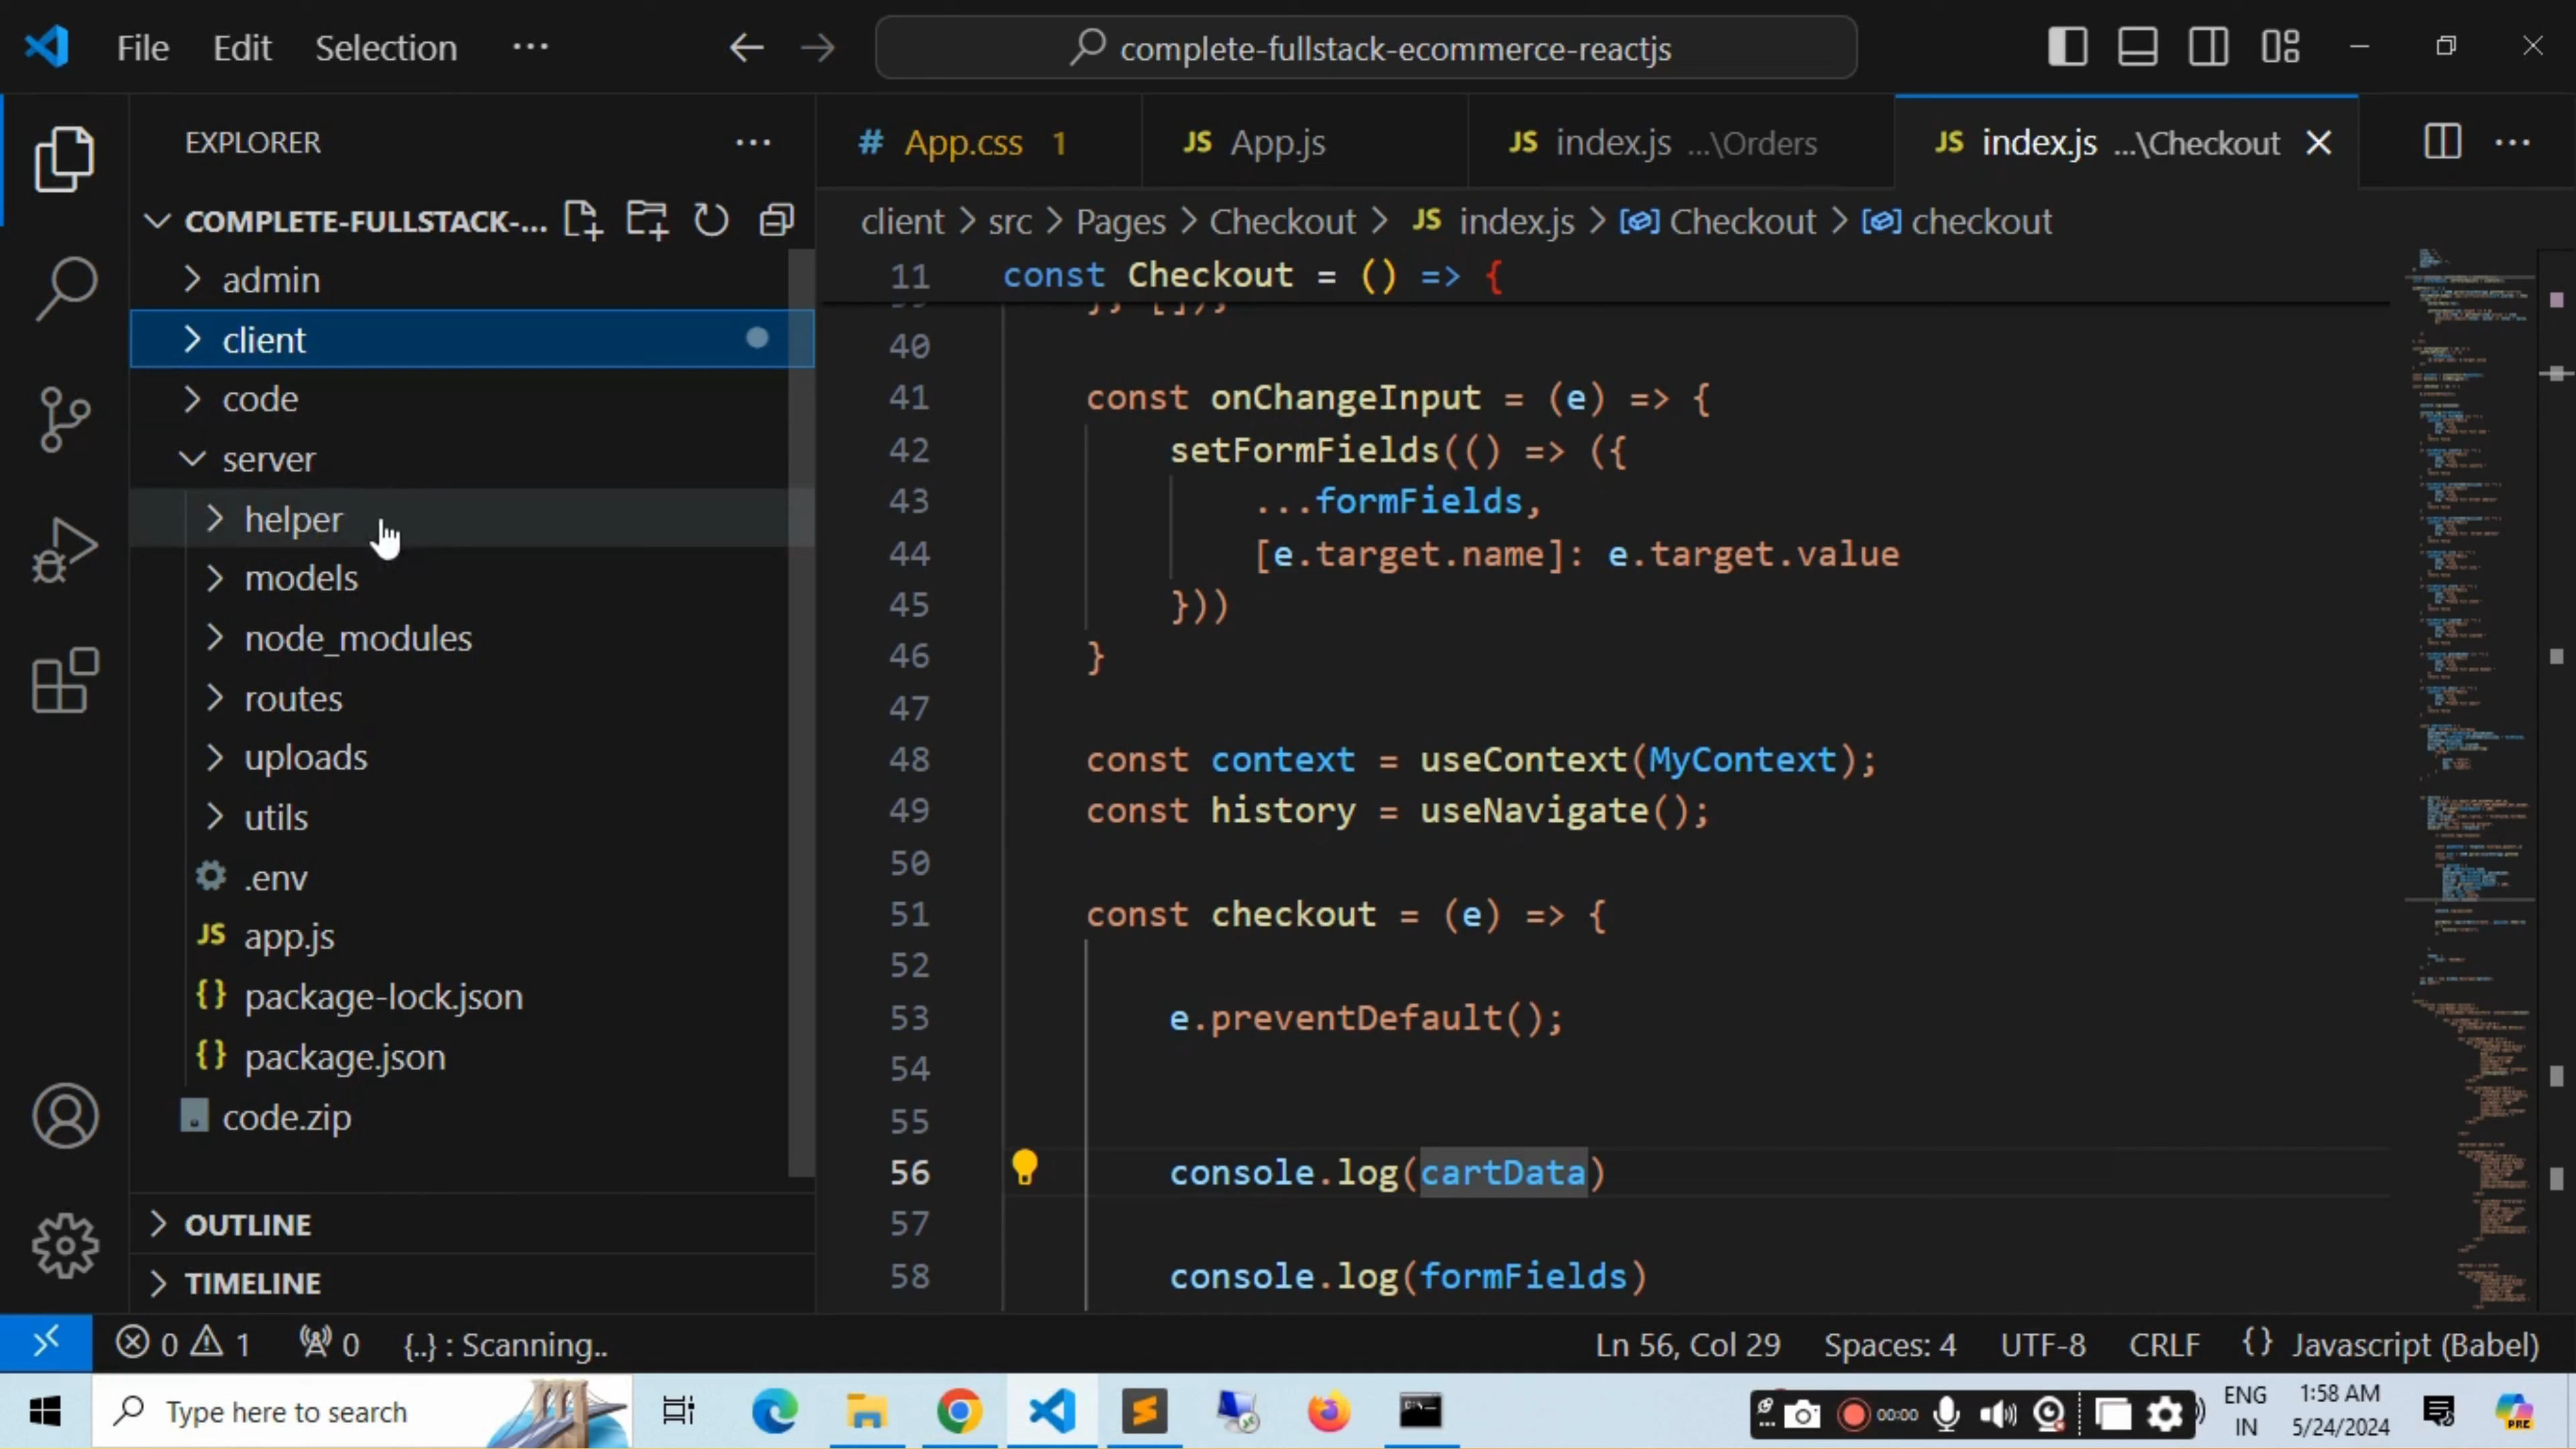 File Edit Selection ...
complete-fullstack-ecommerce-reactjs
EXPLORER
COMPLETE-FULLSTACK-...
admin
client
code
server
helper
models
node_modules
routes
uploads
utils
.env
JS app.js
{} package-lock.json
{} package.json
code.zip
OUTLINE
TIMELINE
# App.css 1
JS App.js
JS index.js ...\Orders
JS index.js ...\Checkout
client > src > Pages > Checkout > JS index.js > Checkout > checkout
11 const Checkout = () => {
}, []);
40
41 const onChangeInput = (e) => {
42 setFormFields(() => ({
43 ...formFields,
44 [e.target.name]: e.target.value
45 }))
46 }
47
48 const context = useContext(MyContext);
49 const history = useNavigate();
50
51 const checkout = (e) => {
52
53 e.preventDefault();
54
55
56 console.log(cartData)
57
58 console.log(formFields)
0 1 0 {..} : Scanning..
Ln 56, Col 29 Spaces: 4 UTF-8 CRLF {} Javascript (Babel)
Type here to search
00:00
ENG
IN
1:58 AM
5/24/2024
PRE